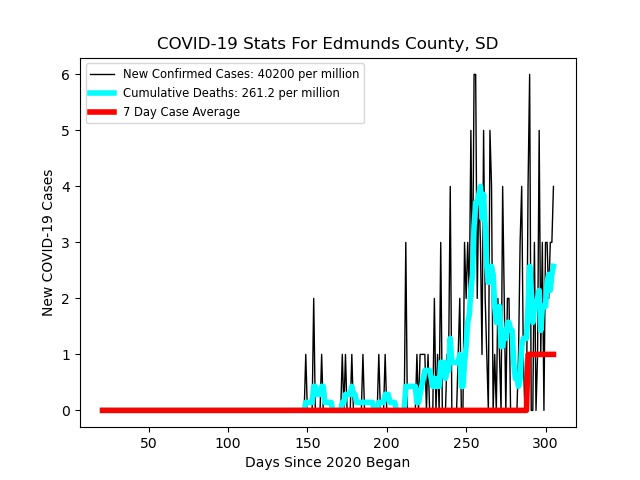 COVID-19 Stats For Edmunds County, SD
New Confirmed Cases: 40200 per million
Cumulative Deaths: 261.2 per million
7 Day Case Average
New COVID-19 Cases
6
5
4
3
2
1
0
50 100 150 200 250 300
Days Since 2020 Began